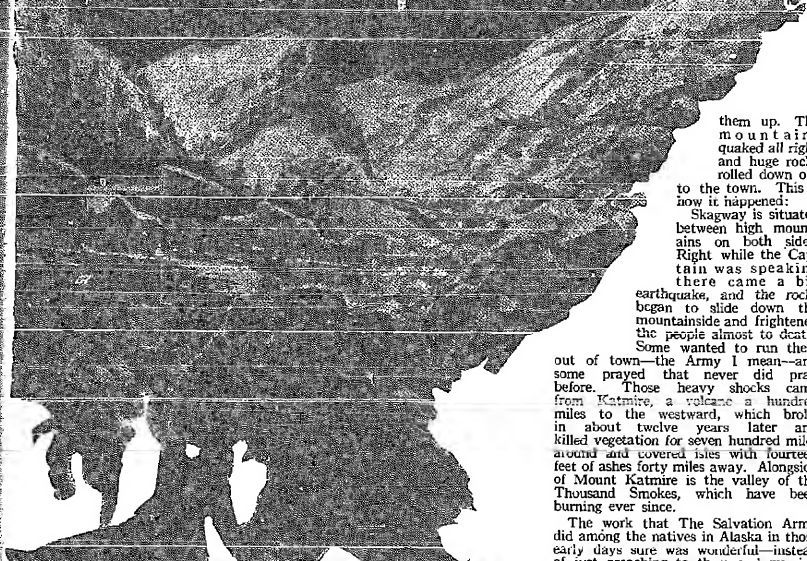 them up. Th
mountain
quaked all righ
and huge rock
rolled down o
to the town. This
how it happened:
Skagway is situate
between high moun
ains on both side
Right while the Ca
tain was speakin
there came a bi
earthquake, and the rock
began to slide down th
mountainside and frightene
the people almost to deat
Some wanted to run the
out of town—the Army I mean—an
some prayed that never did pra
before. Those heavy shocks cam
from Katmire, a volcano a hundre
miles to the westward, which brok
in about twelve years later an
killed vegetation for seven hundred mil
around and covered isles with fourtee
feet of ashes forty miles away. Alongsid
of Mount Katmire is the valley of th
Thousand Smokes, which have bee
burning ever since.
The work that The Salvation Arm
did among the natives in Alaska in tho
early days sure was wonderful—instea